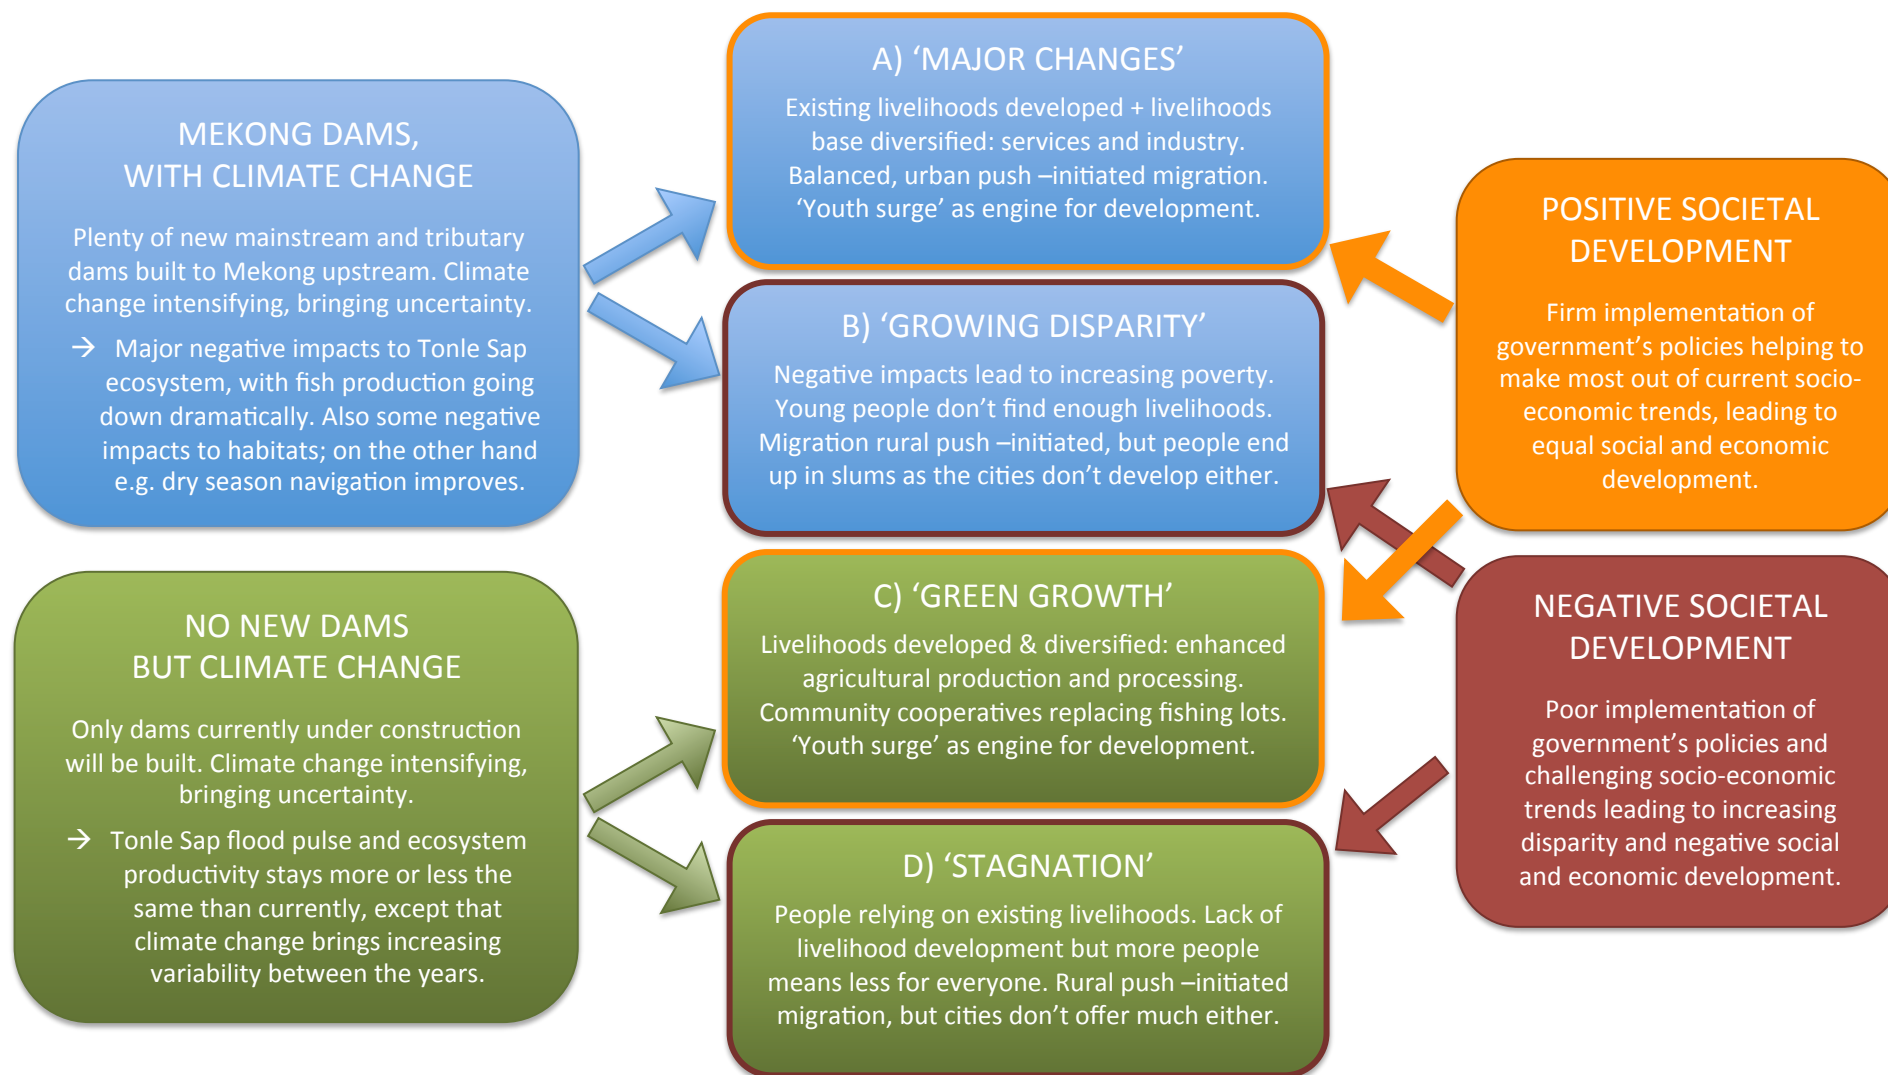 MEKONG DAMS,
WITH CLIMATE CHANGE
Plenty of new mainstream and tributary
dams built to Mekong upstream. Climate
change intensifying, bringing uncertainty.
→ Major negative impacts to Tonle Sap
ecosystem, with fish production going
down dramatically. Also some negative
impacts to habitats; on the other hand
e.g. dry season navigation improves.
NO NEW DAMS
BUT CLIMATE CHANGE
Only dams currently under construction
will be built. Climate change intensifying,
bringing uncertainty.
→ Tonle Sap flood pulse and ecosystem
productivity stays more or less the
same than currently, except that
climate change brings increasing
variability between the years.
A) ‘MAJOR CHANGES’
Existing livelihoods developed + livelihoods
base diversified: services and industry.
Balanced, urban push –initiated migration.
‘Youth surge’ as engine for development.
B) ‘GROWING DISPARITY’
Negative impacts lead to increasing poverty.
Young people don’t find enough livelihoods.
Migration rural push –initiated, but people end
up in slums as the cities don’t develop either.
C) ‘GREEN GROWTH’
Livelihoods developed & diversified: enhanced
agricultural production and processing.
Community cooperatives replacing fishing lots.
‘Youth surge’ as engine for development.
D) ‘STAGNATION’
People relying on existing livelihoods. Lack of
livelihood development but more people
means less for everyone. Rural push –initiated
migration, but cities don’t offer much either.
POSITIVE SOCIETAL
DEVELOPMENT
Firm implementation of
government’s policies helping to
make most out of current socio-
economic trends, leading to
equal social and economic
development.
NEGATIVE SOCIETAL
DEVELOPMENT
Poor implementation of
government’s policies and
challenging socio-economic
trends leading to increasing
disparity and negative social
and economic development.